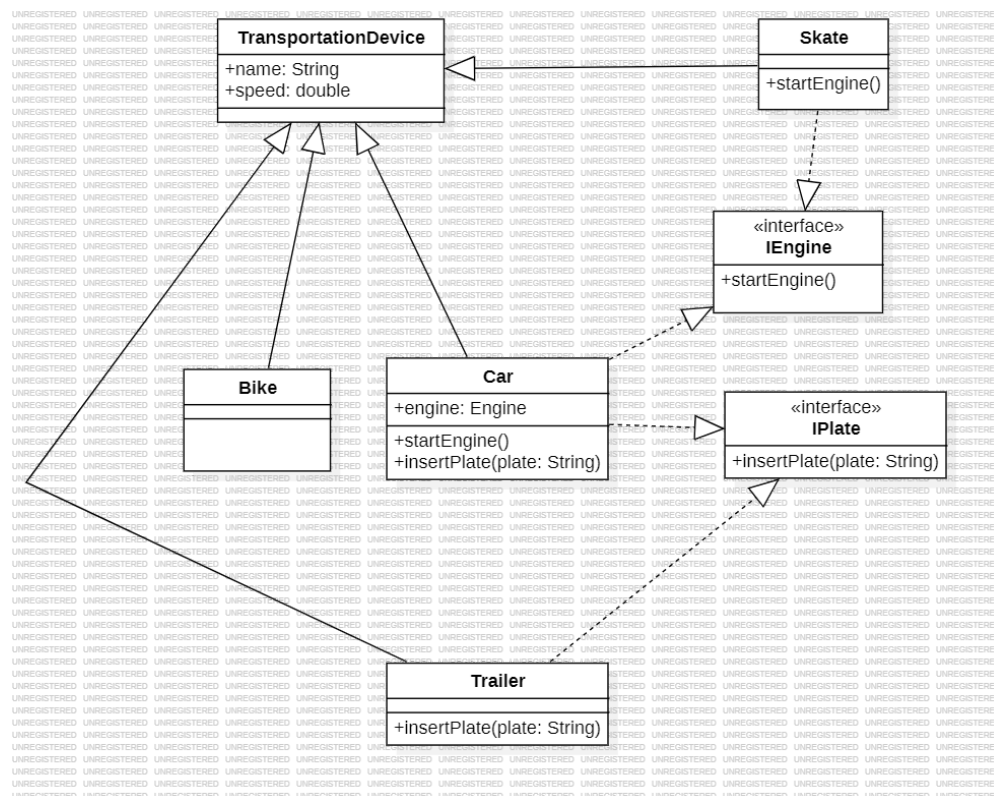 TransportationDevice
+name: String
+speed: double
Skate
+startEngine()
«interface»
IEngine
+startEngine()
Bike
Car
+engine: Engine
+startEngine()
+insertPlate(plate: String)
«interface»
IPlate
+insertPlate(plate: String)
Trailer
+insertPlate(plate: String)
UNREGISTERED